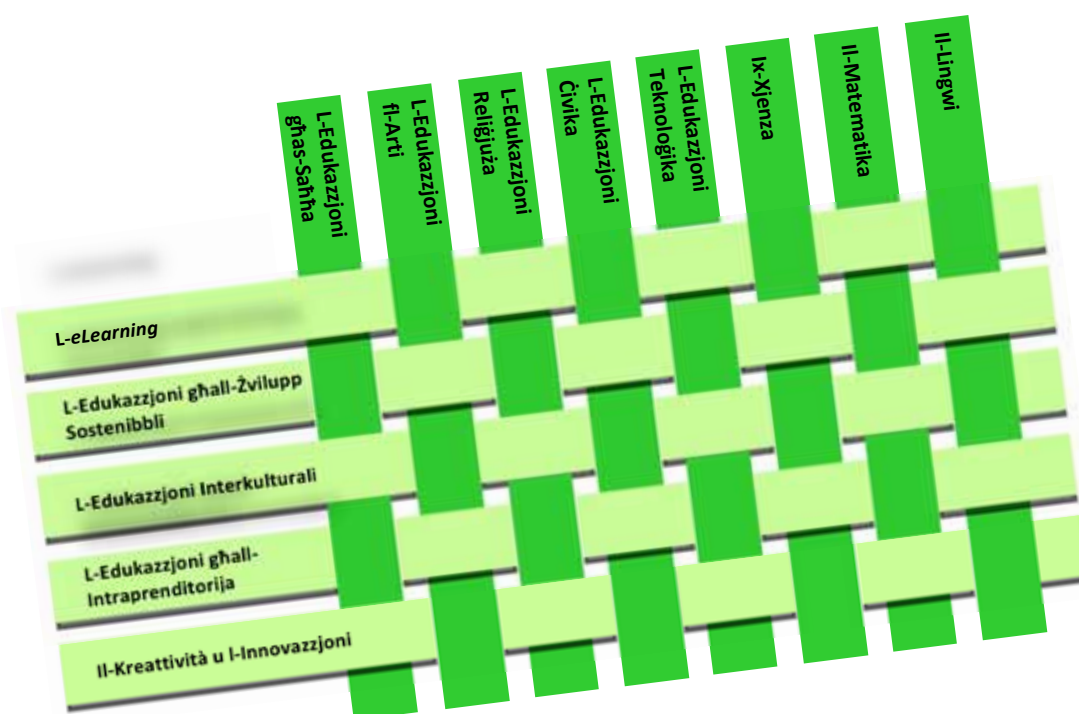 L-Edukazzjoni
għas-Saħħa
L-Edukazzjoni
fl-Arti
L-Edukazzjoni
Reliġjuża
L-Edukazzjoni
Ċivika
L-Edukazzjoni
Teknoloġika
Ix-Xjenza
Il-Matematika
Il-Lingwi
L-eLearning
L-Edukazzjoni għall-Żvilupp
Sostenibbli
L-Edukazzjoni Interkulturali
L-Edukazzjoni għall-
Intraprenditorija
Il-Kreattività u l-Innovazzjoni